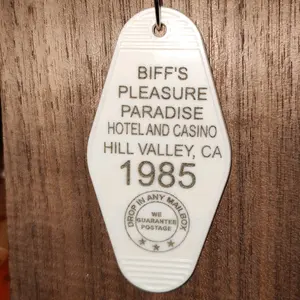 BIFF'S
PLEASURE
PARADISE
HOTEL AND CASINO
HILL VALLEY, CA
1985
DROP IN ANY MAILBOX
WE
GUARANTEE
POSTAGE